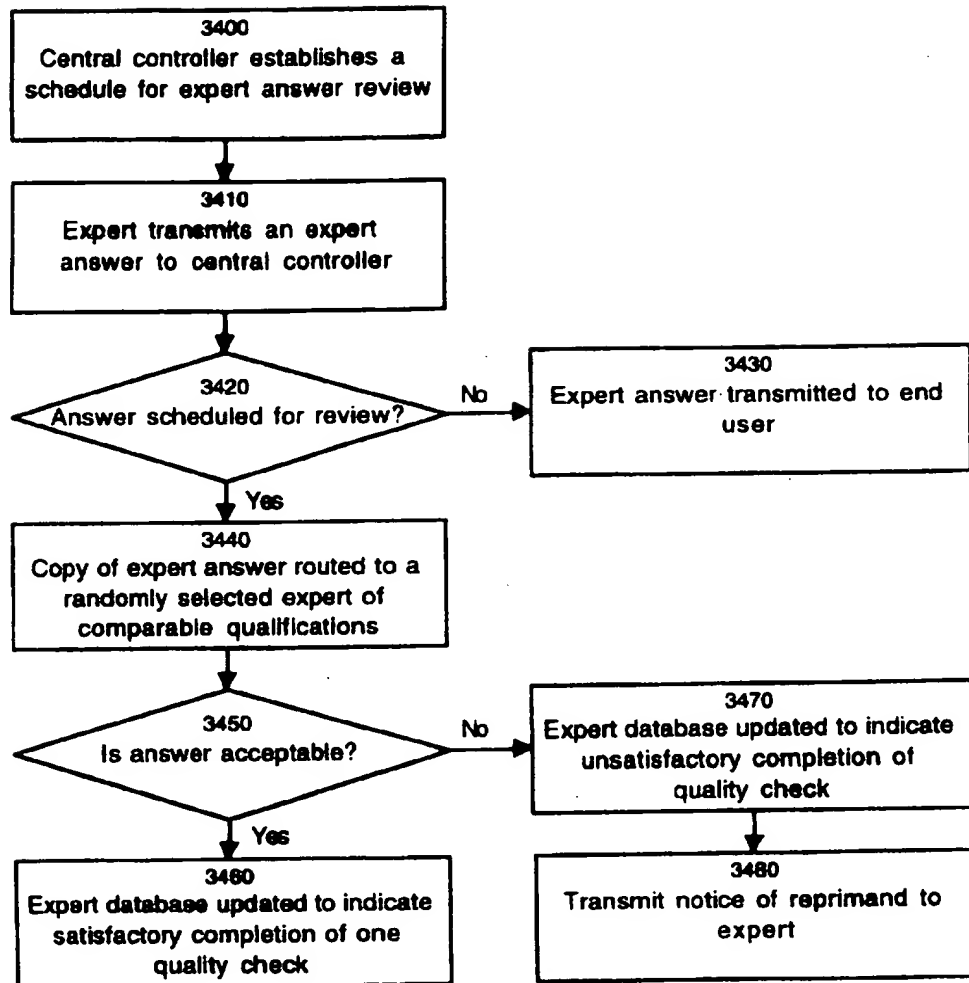 3400
Central controller establishes a
schedule for expert answer review
3410
Expert transmits an expert
answer to central controller
3420
Answer scheduled for review?
No
3430
Expert answer transmitted to end
user
Yes
3440
Copy of expert answer routed to a
randomly selected expert of
comparable qualifications
3450
Is answer acceptable?
No
3470
Expert database updated to indicate
unsatisfactory completion of
quality check
Yes
3460
Expert database updated to indicate
satisfactory completion of one
quality check
3480
Transmit notice of reprimand to
expert